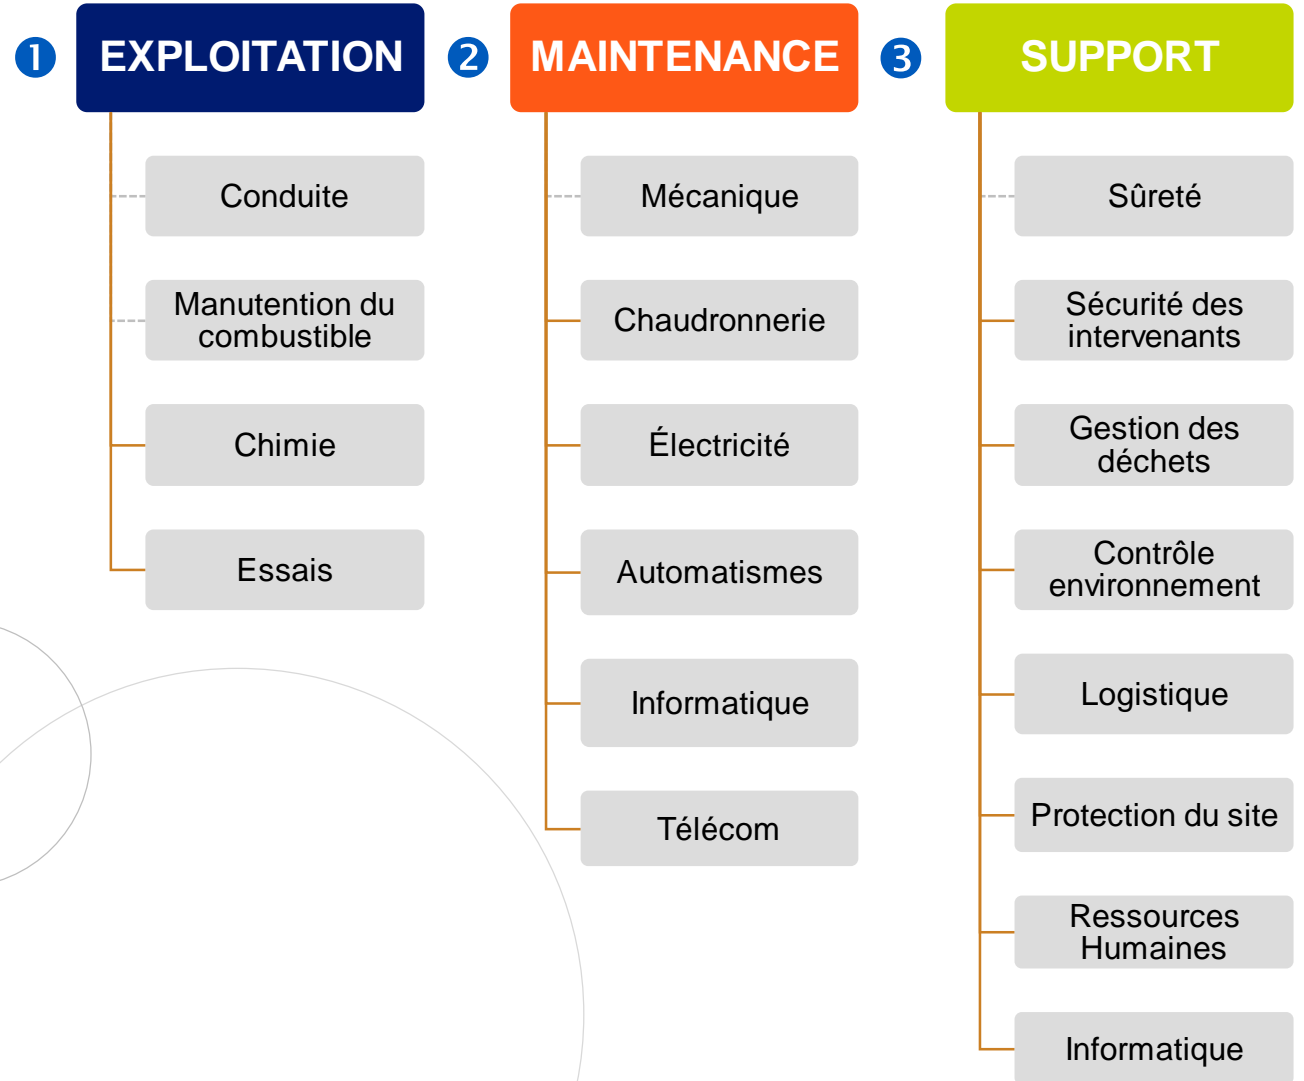 1 EXPLOITATION
Conduite
Manutention du
combustible
Chimie
Essais
2 MAINTENANCE
Mécanique
Chaudronnerie
Électricité
Automatismes
Informatique
Télécom
3 SUPPORT
Sûreté
Sécurité des
intervenants
Gestion des
déchets
Contrôle
environnement
Logistique
Protection du site
Ressources
Humaines
Informatique